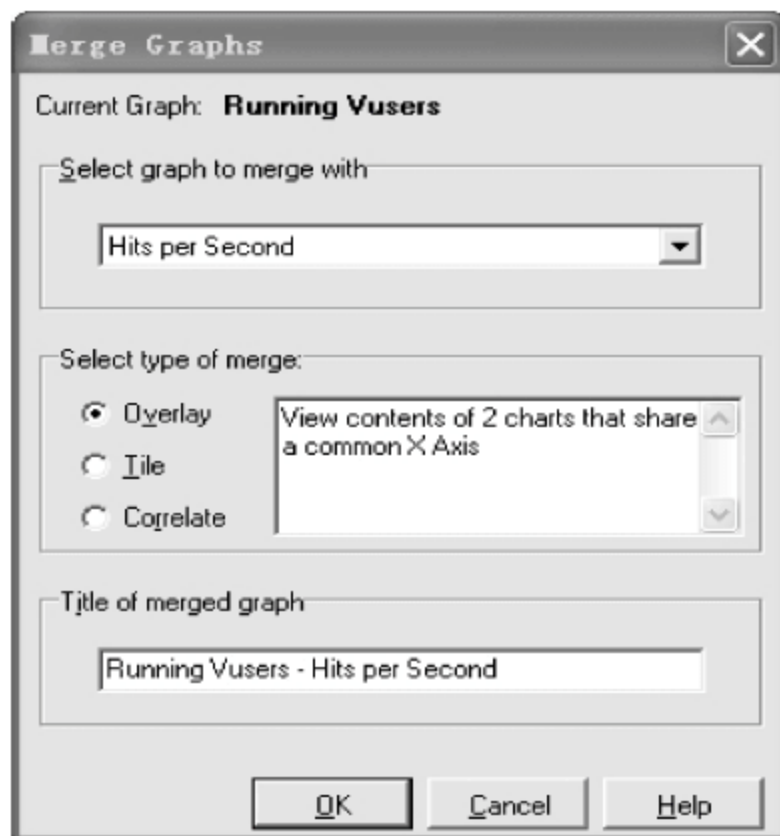 Merge Graphs
Current Graph: Running Vusers
Select graph to merge with
Hits per Second
Select type of merge:
Overlay
Tile
Correlate
View contents of 2 charts that share
a common X Axis
Title of merged graph
Running Vusers - Hits per Second
OK
Cancel
Help